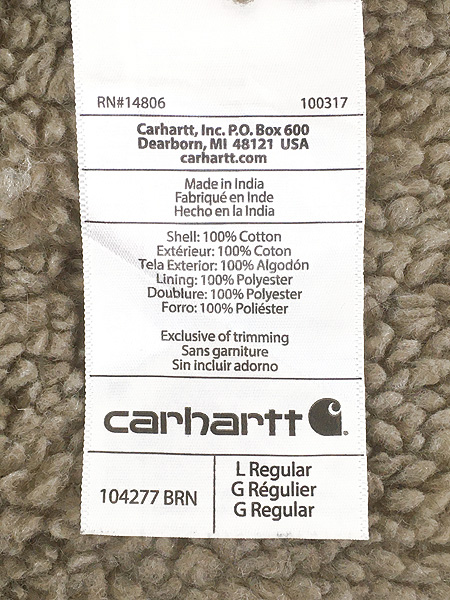 RN#14806 100317
Carhartt, Inc. P.O. Box 600
Dearborn, MI 48121 USA
carhartt.com
Made in India
Fabriqué en Inde
Hecho en la India
Shell: 100% Cotton
Extérieur: 100% Coton
Tela Exterior: 100% Algodón
Lining: 100% Polyester
Doublure: 100% Polyester
Forro: 100% Poliéster
Exclusive of trimming
Sans garniture
Sin incluir adorno
carhartt
104277 BRN
L Regular
G Régulier
G Regular